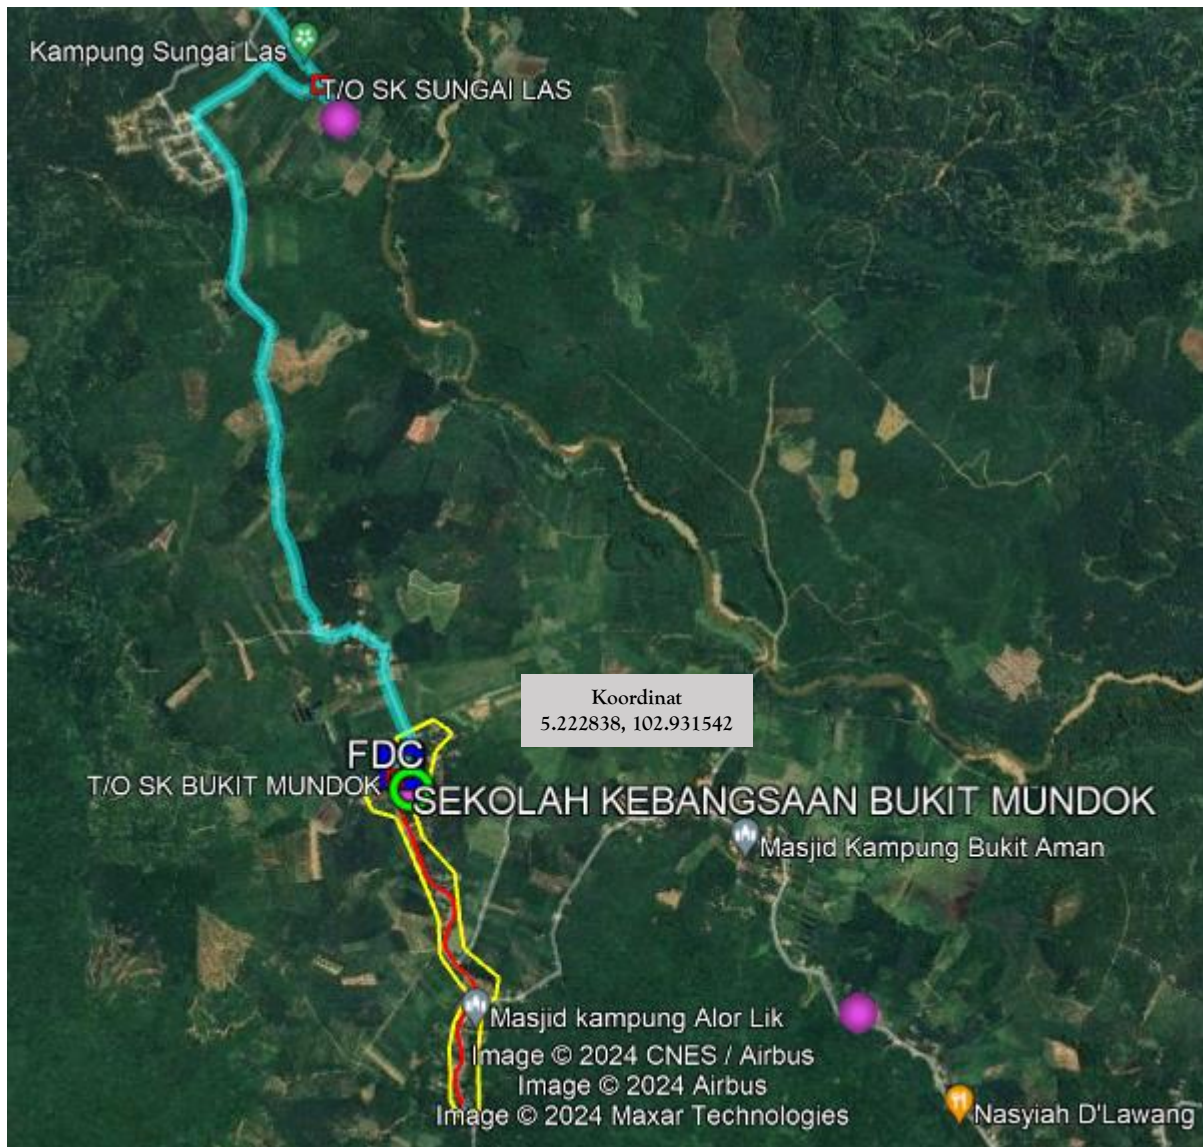 Kampung Sungai Las
T/O SK SUNGAI LAS
Koordinat
5.222838, 102.931542
FDC
T/O SK BUKIT MUNDOK
SEKOLAH KEBANGSAAN BUKIT MUNDOK
Masjid Kampung Bukit Aman
Masjid kampung Alor Lik
Image © 2024 CNES / Airbus
Image © 2024 Airbus
Image © 2024 Maxar Technologies
Nasyiah D'Lawang